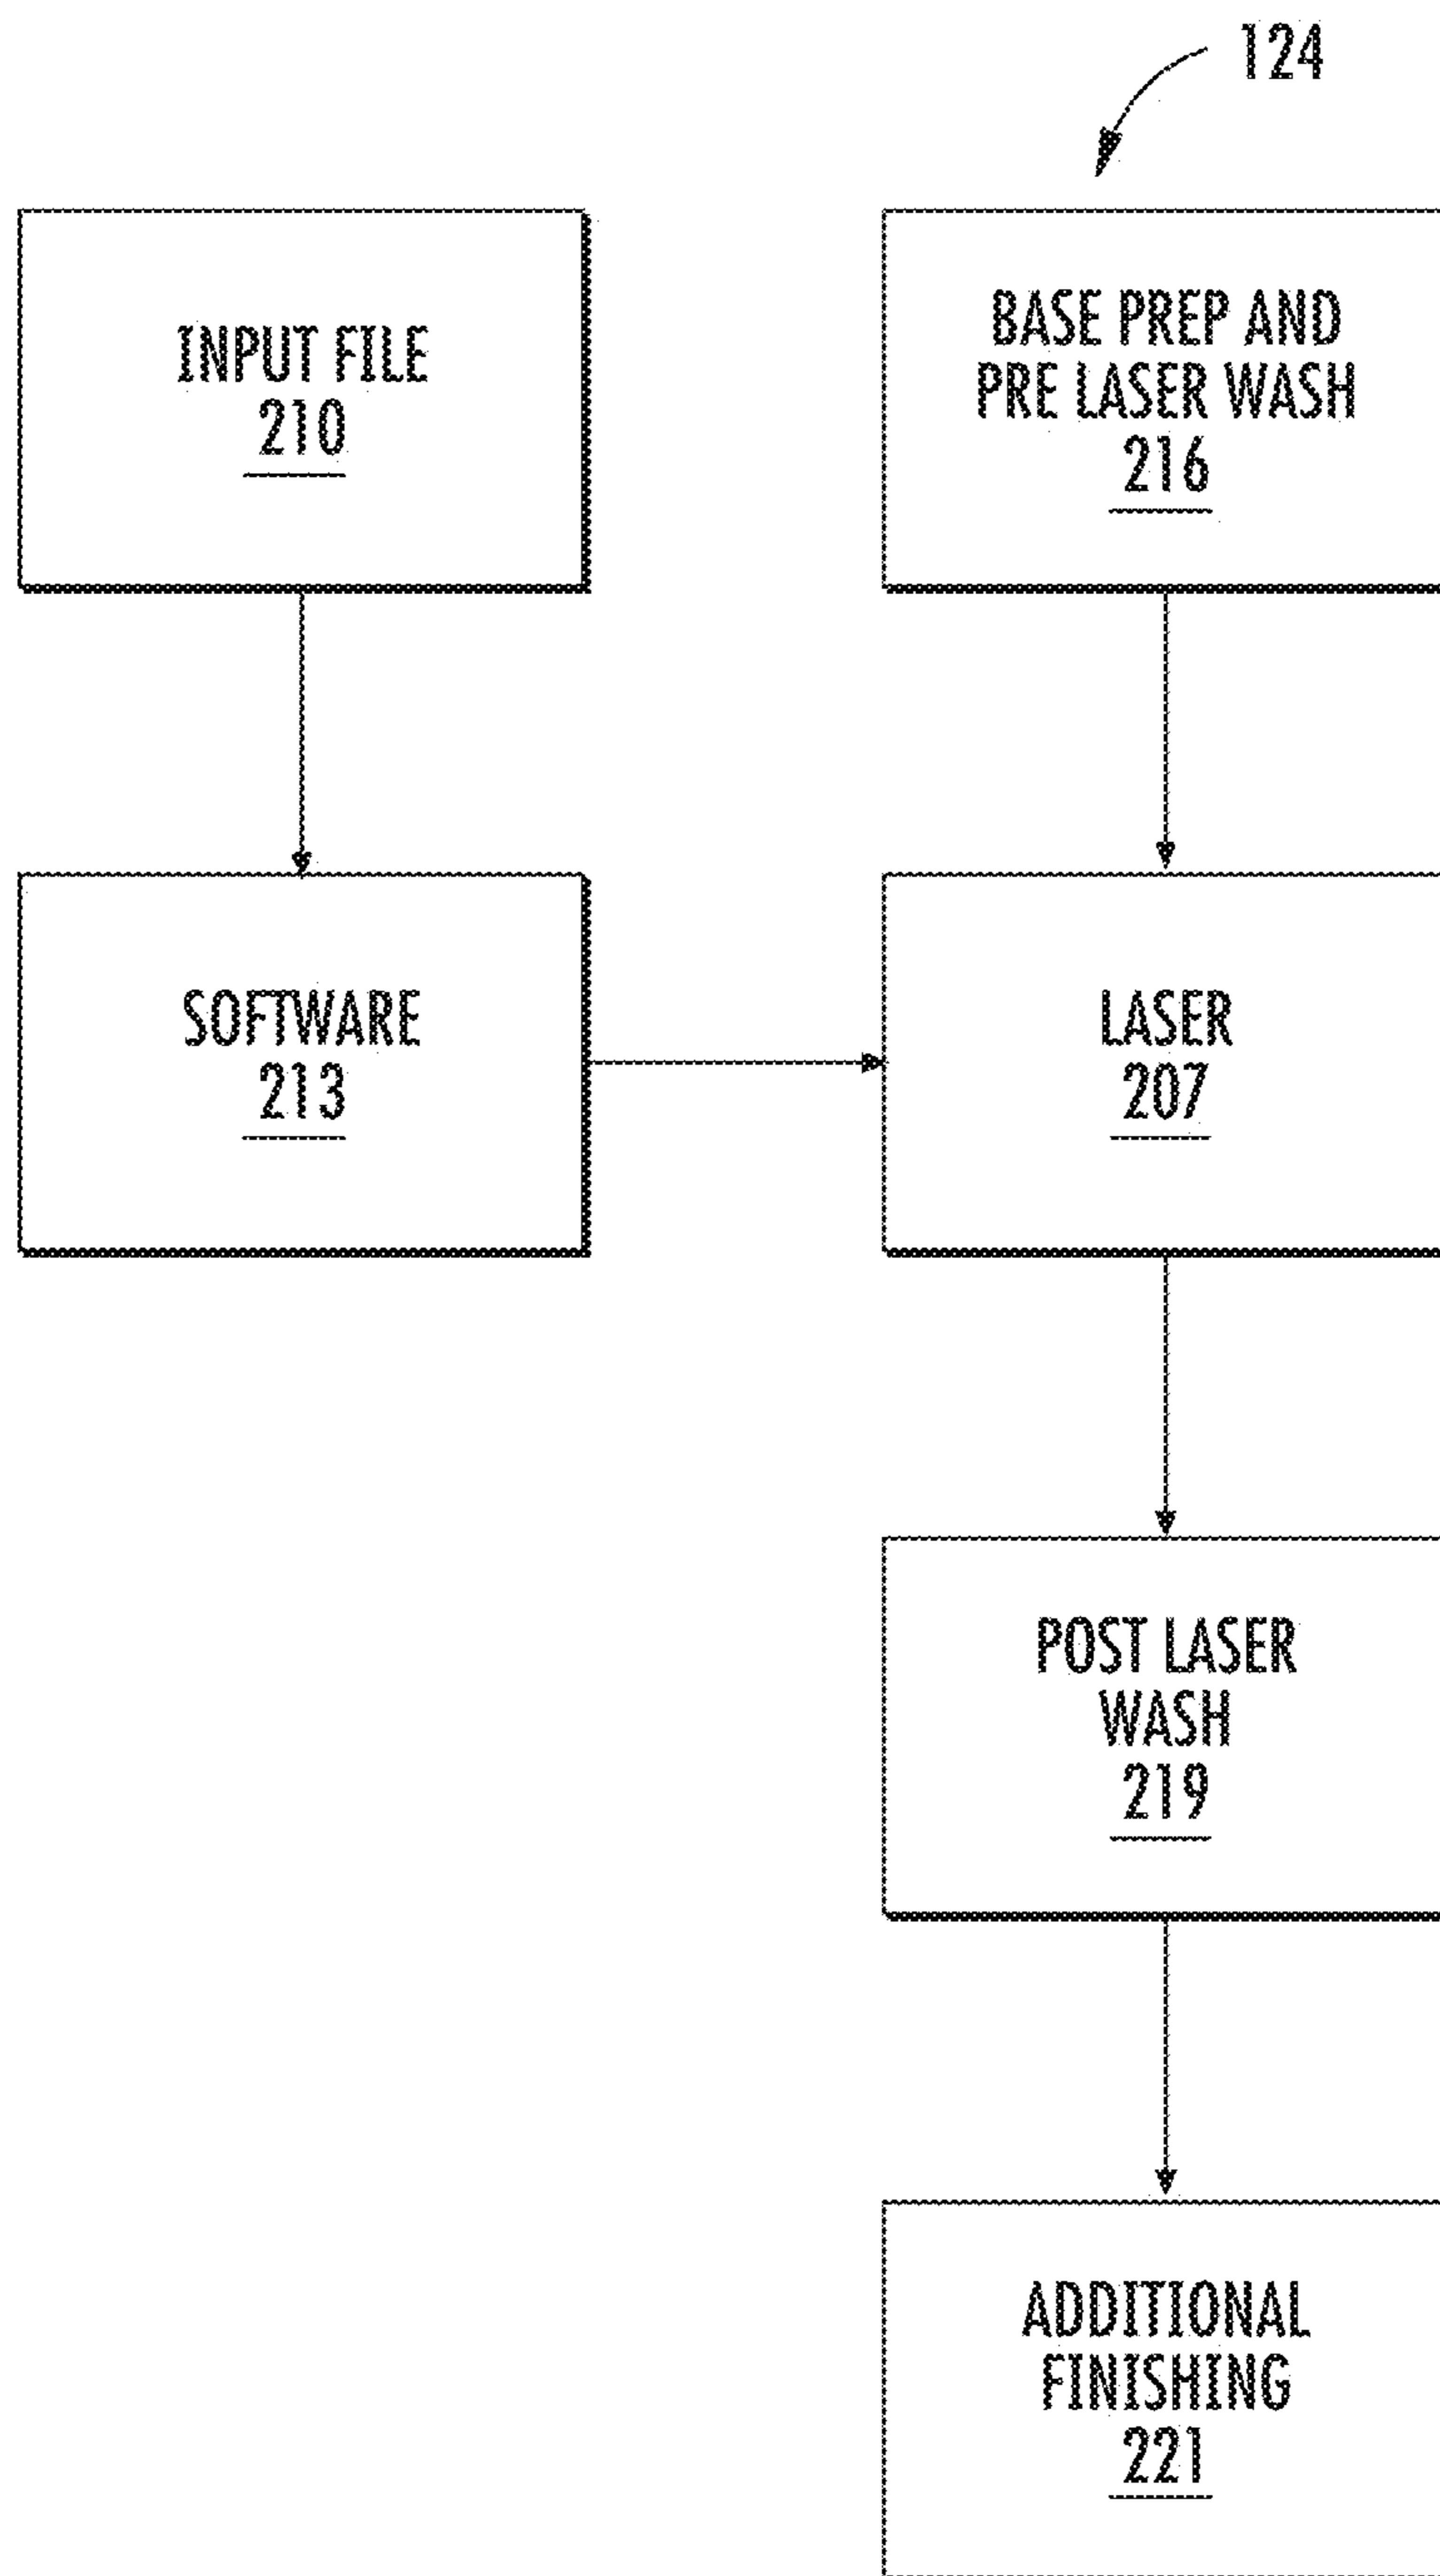 124
INPUT FILE
210
BASE PREP AND
PRE LASER WASH
216
SOFTWARE
213
LASER
207
POST LASER
WASH
219
ADDITIONAL
FINISHING
221